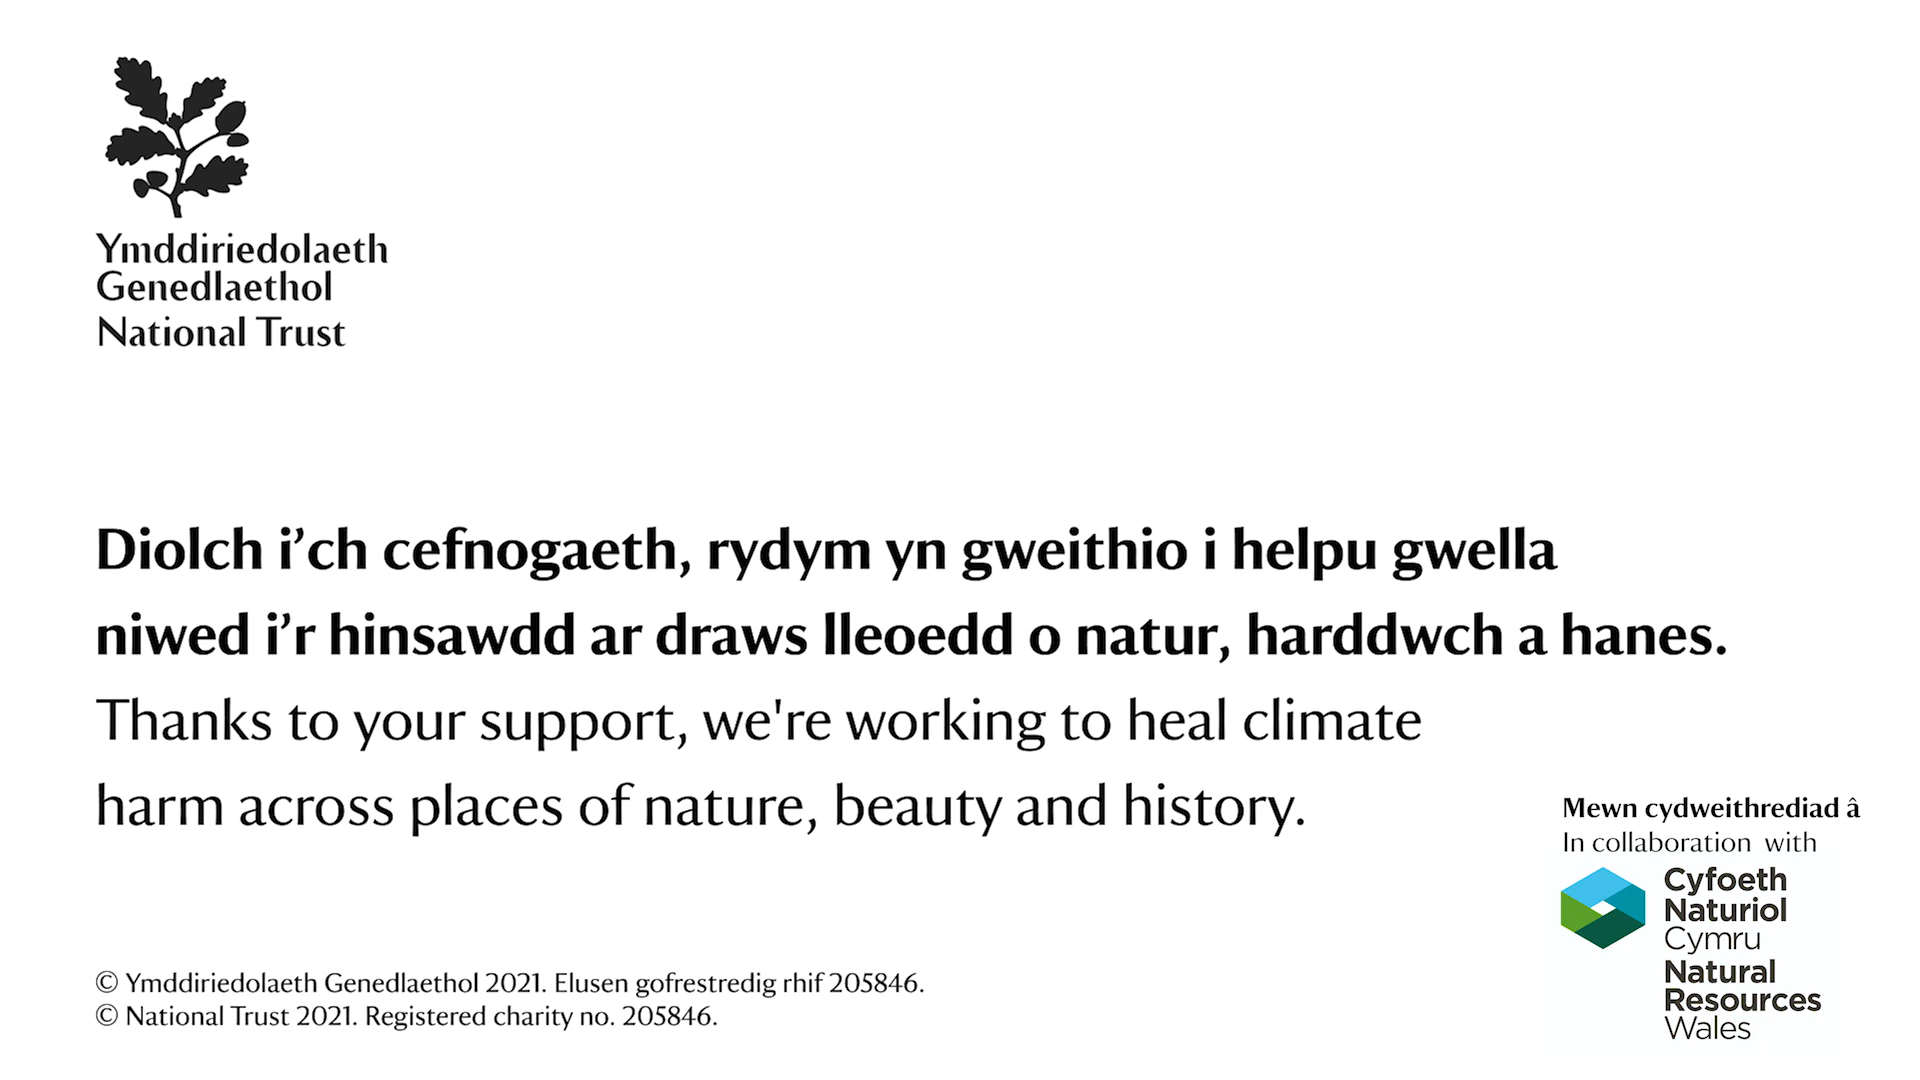 Ymddiriedolaeth
Genedlaethol
National Trust
Diolch i’ch cefnogaeth, rydym yn gweithio i helpu gwella
niwed i’r hinsawdd ar draws lleoedd o natur, harddwch a hanes.
Thanks to your support, we're working to heal climate
harm across places of nature, beauty and history.
Mewn cydweithrediad â
In collaboration with
Cyfoeth
Naturiol
Cymru
Natural
Resources
Wales
© Ymddiriedolaeth Genedlaethol 2021. Elusen gofrestredig rhif 205846.
© National Trust 2021. Registered charity no. 205846.